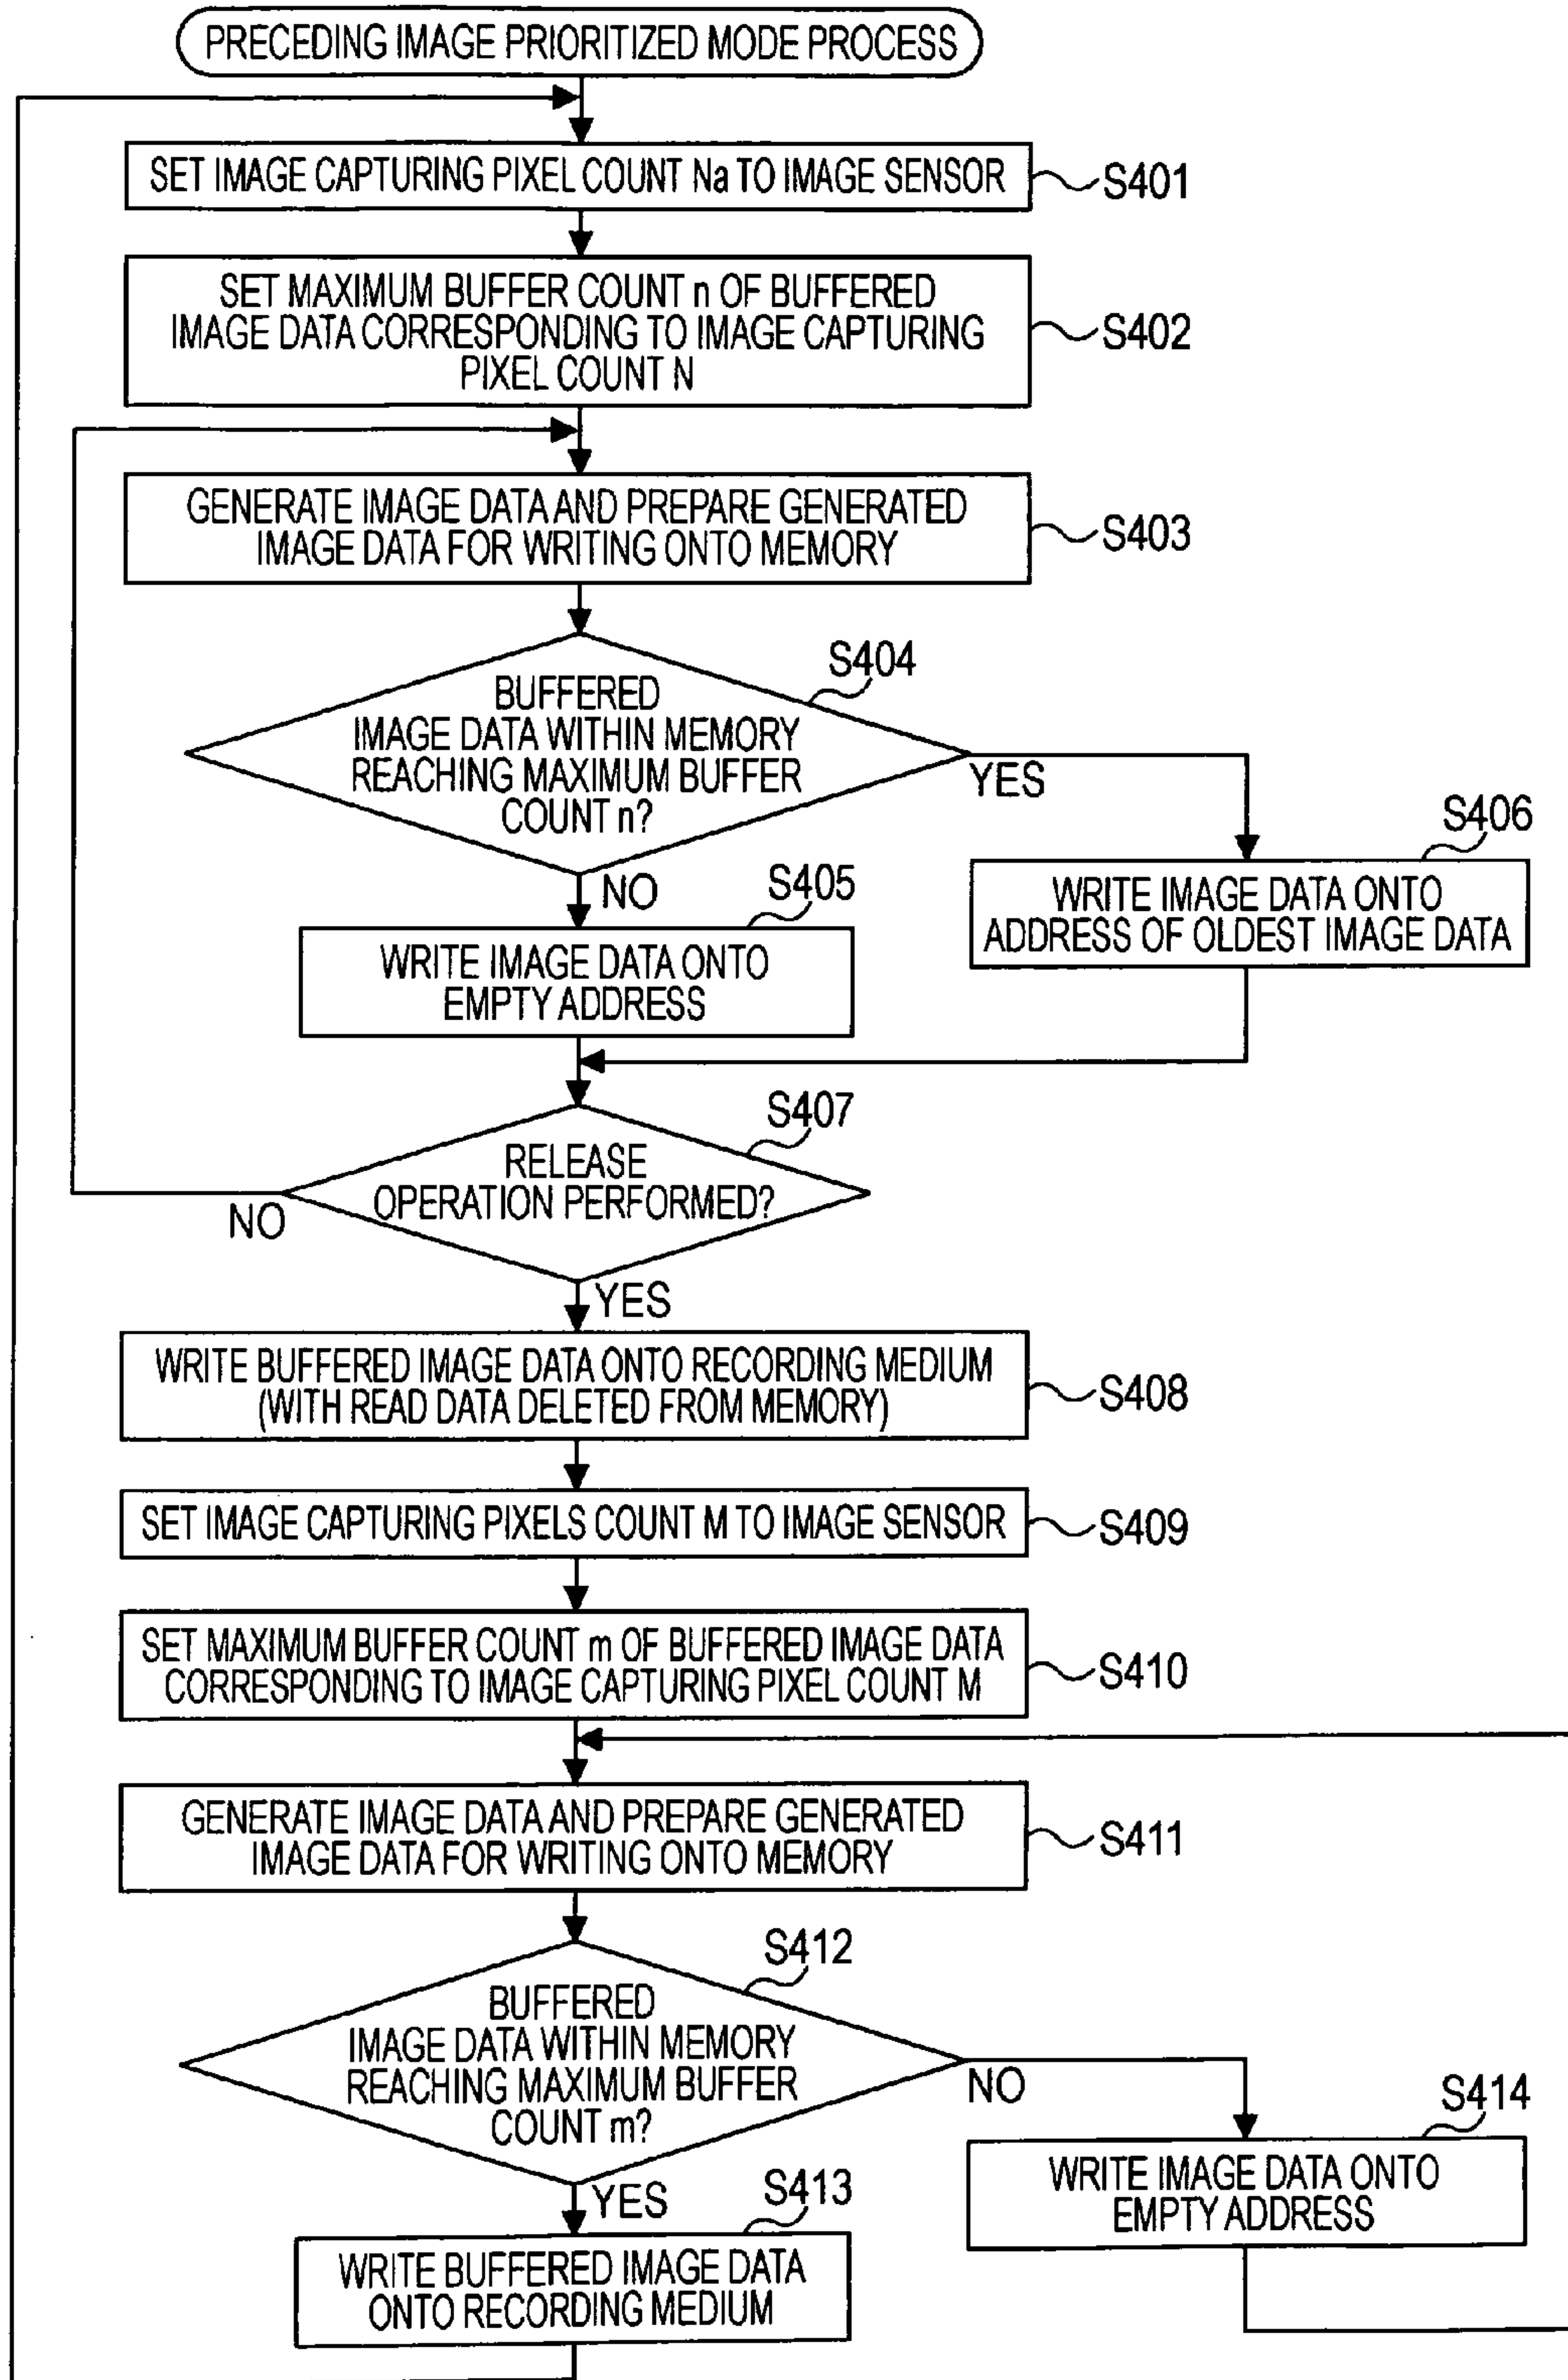 PRECEDING IMAGE PRIORITIZED MODE PROCESS
SET IMAGE CAPTURING PIXEL COUNT Na TO IMAGE SENSOR
S401
SET MAXIMUM BUFFER COUNT n OF BUFFERED
IMAGE DATA CORRESPONDING TO IMAGE CAPTURING
PIXEL COUNT N
S402
GENERATE IMAGE DATA AND PREPARE GENERATED
IMAGE DATA FOR WRITING ONTO MEMORY
S403
S404
BUFFERED
IMAGE DATA WITHIN MEMORY
REACHING MAXIMUM BUFFER
COUNT n?
YES
NO
S405
WRITE IMAGE DATA ONTO
EMPTY ADDRESS
S406
WRITE IMAGE DATA ONTO
ADDRESS OF OLDEST IMAGE DATA
S407
RELEASE
OPERATION PERFORMED?
NO
YES
WRITE BUFFERED IMAGE DATA ONTO RECORDING MEDIUM
(WITH READ DATA DELETED FROM MEMORY)
S408
SET IMAGE CAPTURING PIXELS COUNT M TO IMAGE SENSOR
S409
SET MAXIMUM BUFFER COUNT m OF BUFFERED IMAGE DATA
CORRESPONDING TO IMAGE CAPTURING PIXEL COUNT M
S410
GENERATE IMAGE DATA AND PREPARE GENERATED
IMAGE DATA FOR WRITING ONTO MEMORY
S411
S412
BUFFERED
IMAGE DATA WITHIN MEMORY
REACHING MAXIMUM BUFFER
COUNT m?
NO
YES
S413
WRITE BUFFERED IMAGE DATA
ONTO RECORDING MEDIUM
S414
WRITE IMAGE DATA ONTO
EMPTY ADDRESS